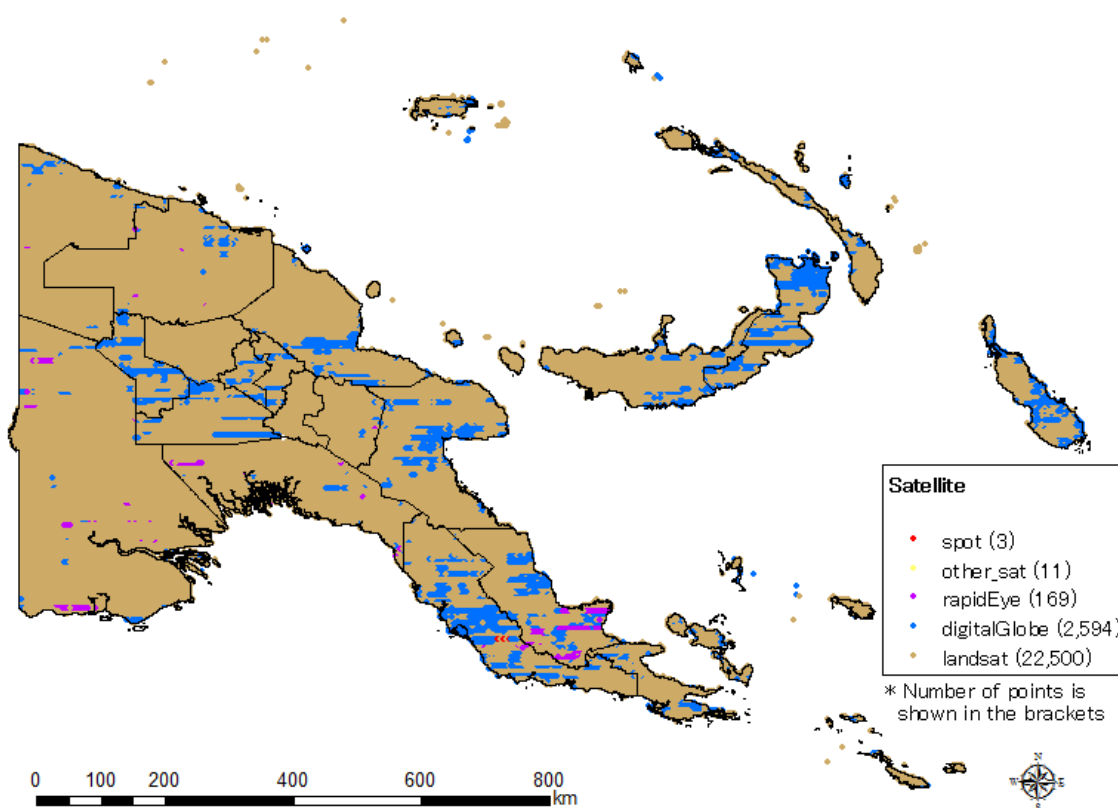 Satellite
spot (3)
other_sat (11)
rapidEye (169)
digitalGlobe (2,594)
landsat (22,500)
* Number of points is
shown in the brackets
0 100 200 400 600 800
km
N
W E
S